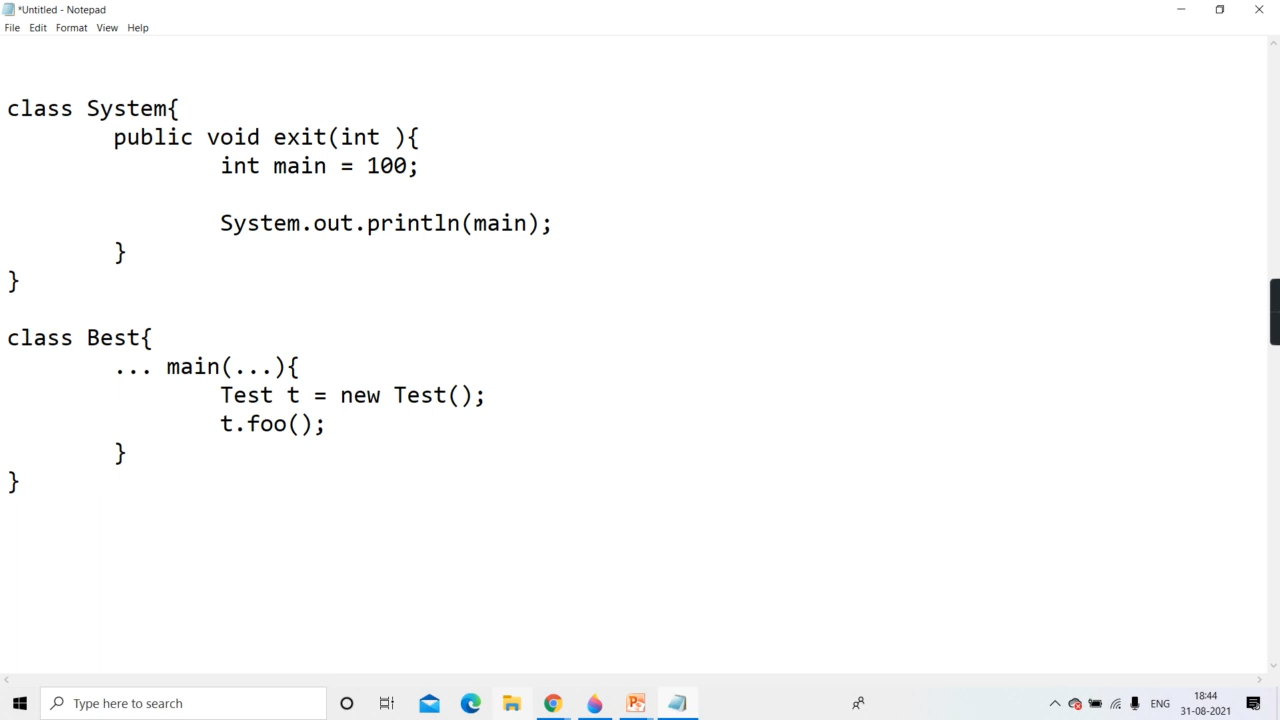 *Untitled - Notepad
File Edit Format View Help
class System{
public void exit(int ){
int main = 100;
System.out.println(main);
}
}
class Best{
... main(...){
Test t = new Test();
t.foo();
}
}
Type here to search
ENG
18:44
31-08-2021